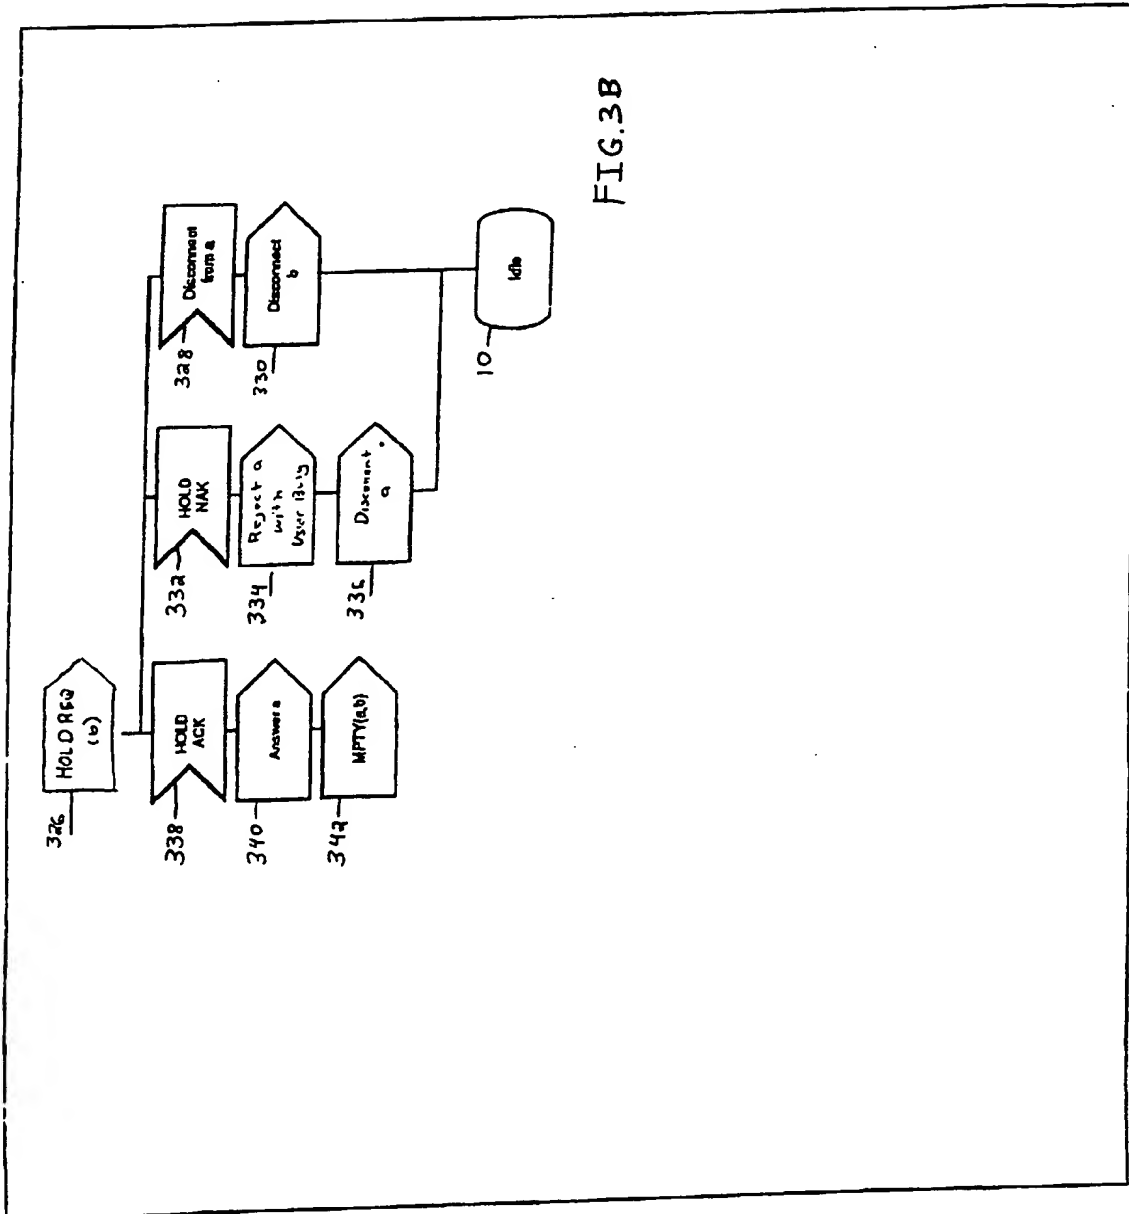 326
HOLD REQ
(b)
338
HOLD
ACK
340
Answer a
342
MPTY(a,b)
332
HOLD
NAK
334
Reject a
with
User Busy
336
Disconnect
a
328
Disconnect
from a
330
Disconnect
b
10
Idle
FIG.3B